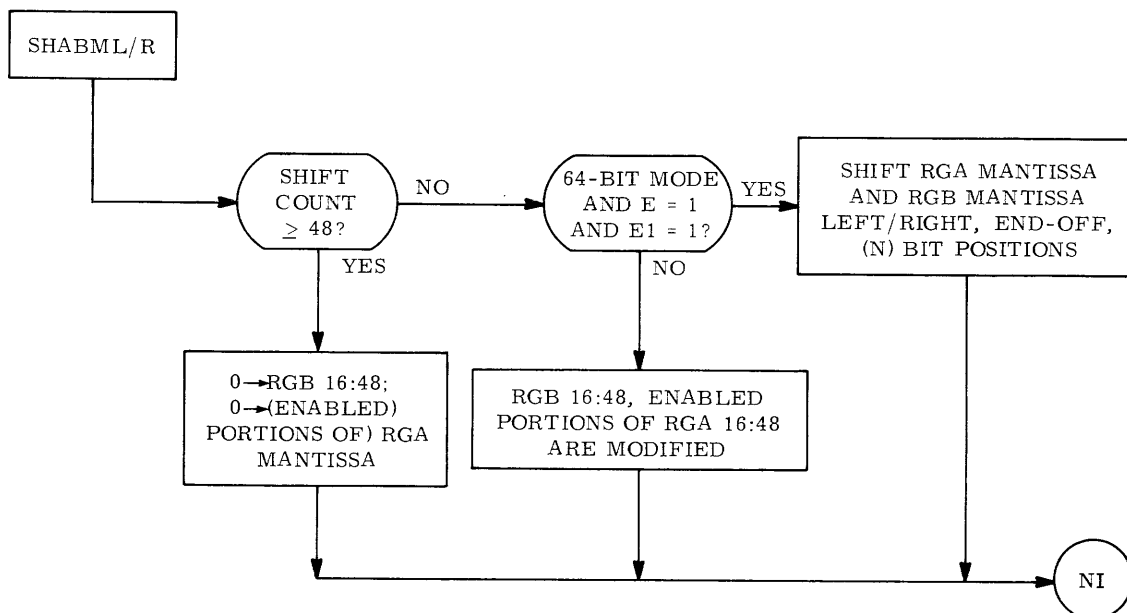 SHABML/R
SHIFT
COUNT
≥ 48?
NO
YES
64-BIT MODE
AND E = 1
AND E1 = 1?
YES
NO
SHIFT RGA MANTISSA
AND RGB MANTISSA
LEFT/RIGHT, END-OFF,
(N) BIT POSITIONS
0→RGB 16:48;
0→(ENABLED)
PORTIONS OF) RGA
MANTISSA
RGB 16:48, ENABLED
PORTIONS OF RGA 16:48
ARE MODIFIED
NI